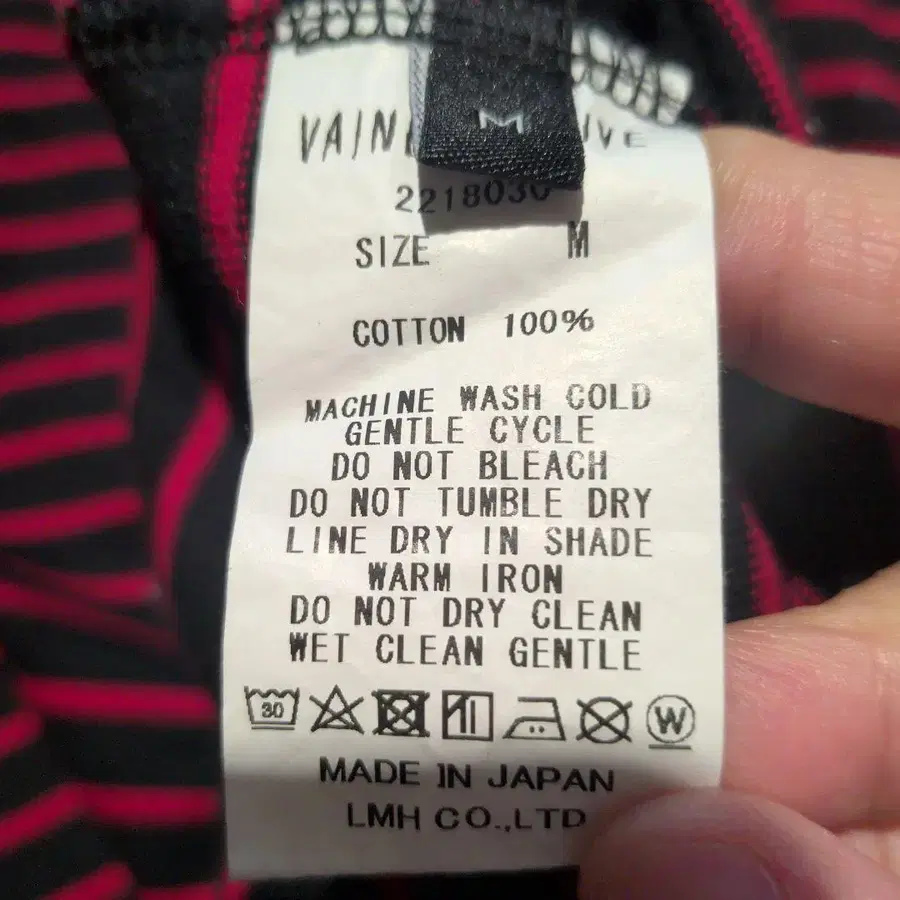 M
2218030
SIZE M
COTTON 100%
MACHINE WASH COLD
GENTLE CYCLE
DO NOT BLEACH
DO NOT TUMBLE DRY
LINE DRY IN SHADE
WARM IRON
DO NOT DRY CLEAN
WET CLEAN GENTLE
30 W
MADE IN JAPAN
LMH CO.,LTD